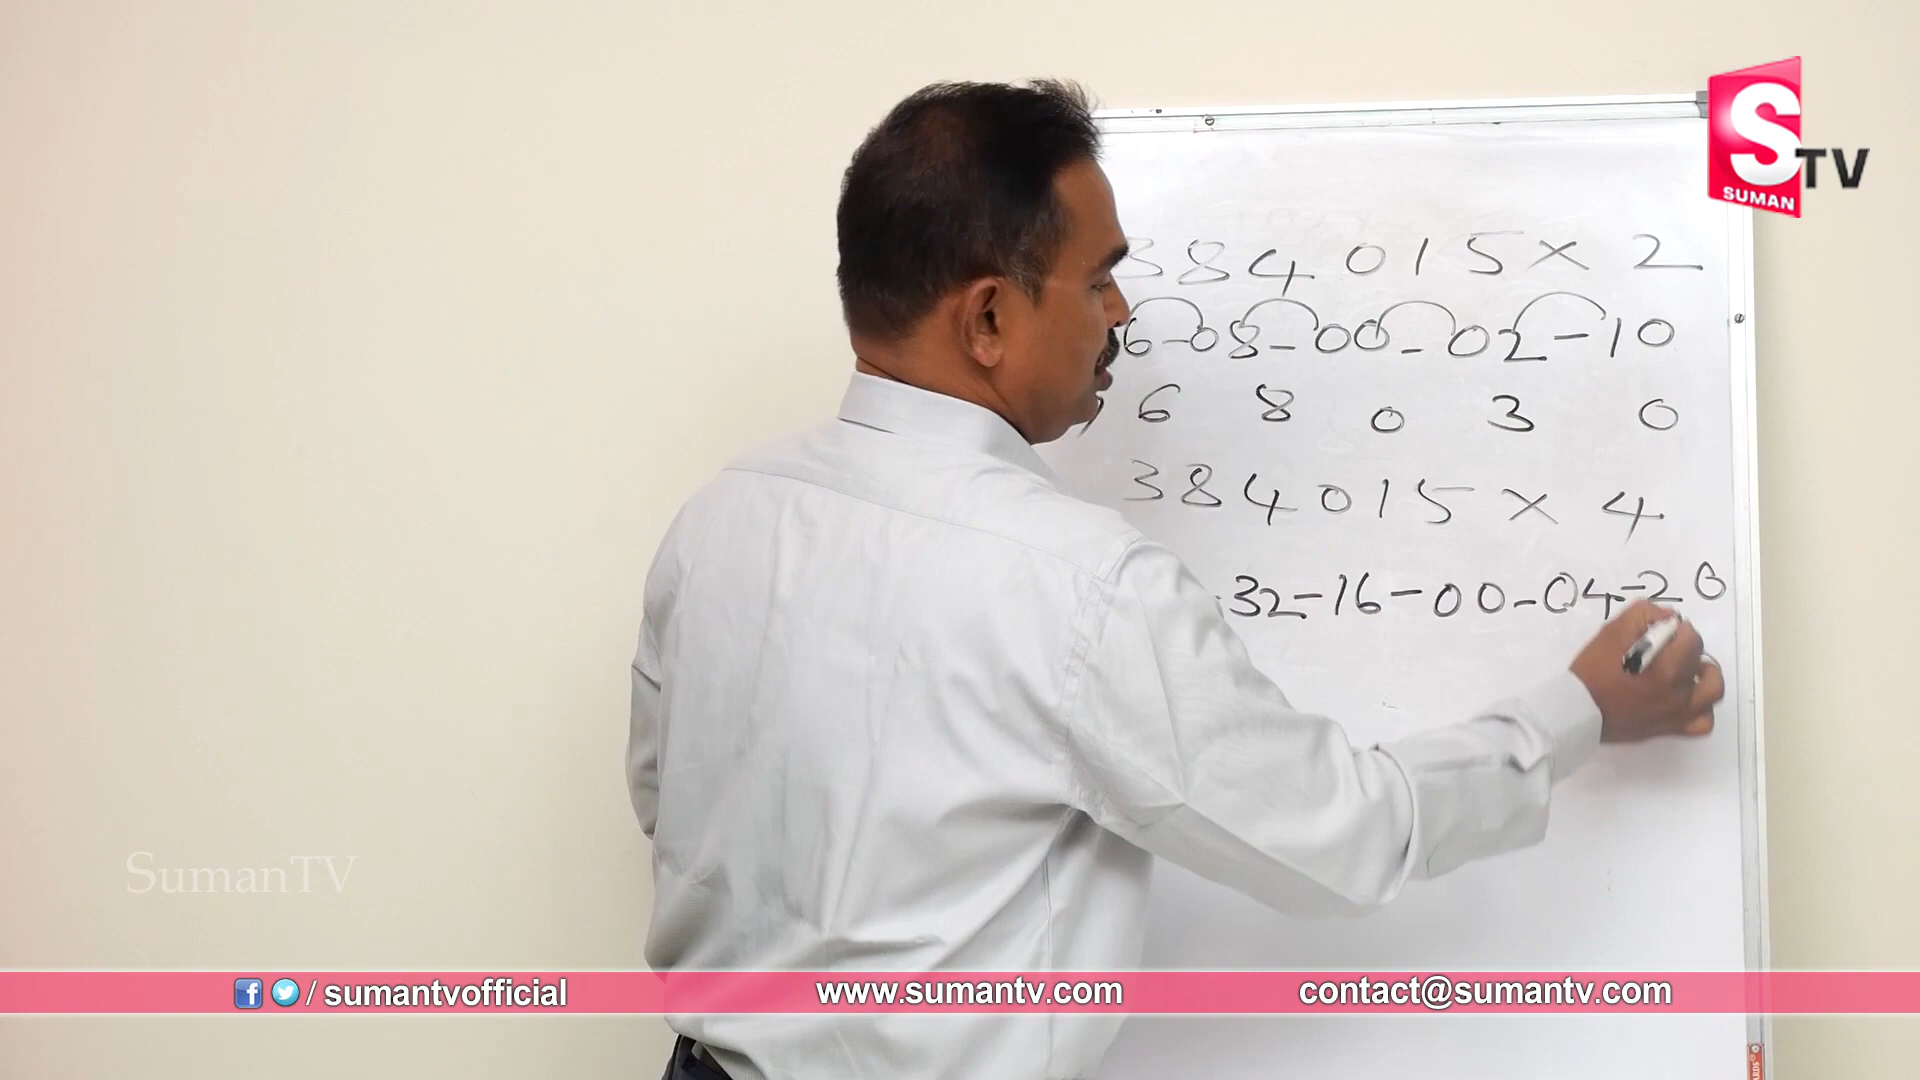 S
TV
SUMAN
384015 × 2
6-08-00-02-10
6 8 0 3 0
384015 × 4
32-16-00-04-20
SumanTV
/ sumantvofficial
www.sumantv.com
contact@sumantv.com